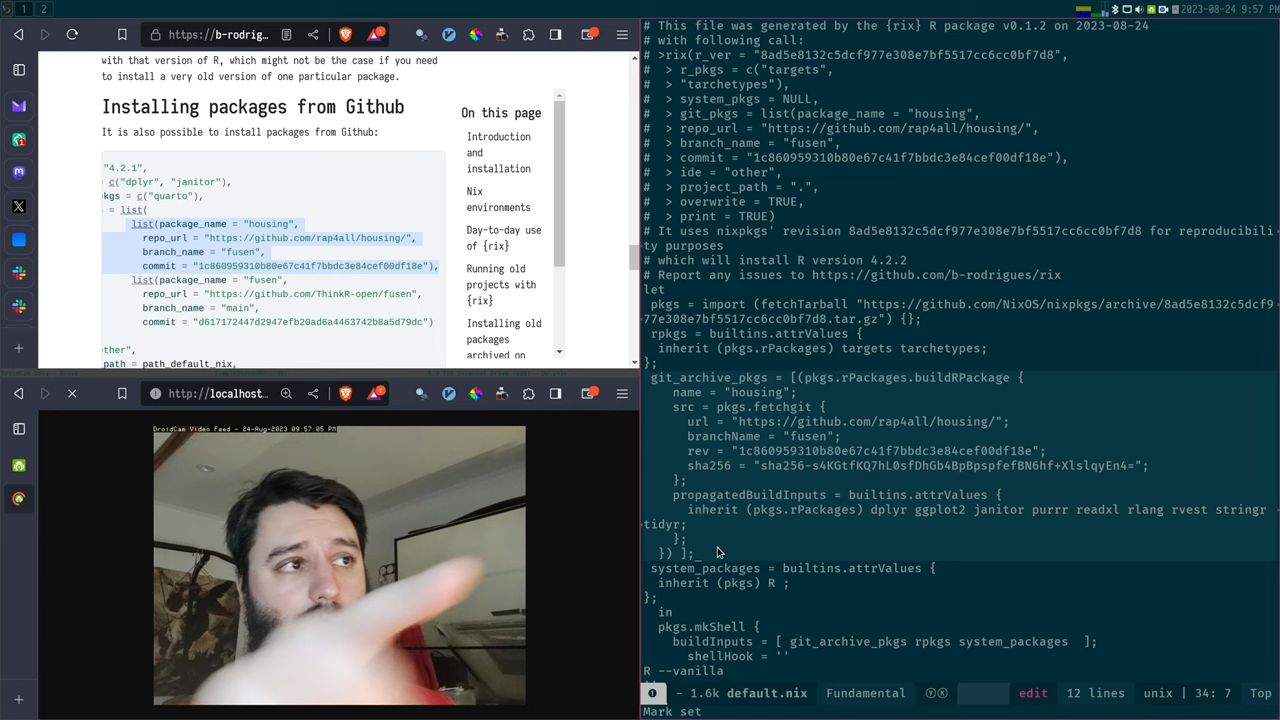 1 2
2023-08-24 9:57 PM
https://b-rodrig…
with that version of R, which might not be the case if you need
to install a very old version of one particular package.
Installing packages from Github
It is also possible to install packages from Github:
"4.2.1",
c("dplyr", "janitor"),
kgs = c("quarto"),
= list(
list(package_name = "housing",
repo_url = "https://github.com/rap4all/housing/",
branch_name = "fusen",
commit = "1c860959310b80e67c41f7bbdc3e84cef00df18e"),
list(package_name = "fusen",
repo_url = "https://github.com/ThinkR-open/fusen",
branch_name = "main",
commit = "d617172447d2947efb20ad6a4463742b8a5d79dc")
other",
path = path_default_nix,
On this page
Introduction
and
installation
Nix
environments
Day-to-day use
of {rix}
Running old
projects with
{rix}
Installing old
packages
archived on
http://localhost…
DroidCam Video Feed - 24-Aug-2023 09:57:05 PM
# This file was generated by the {rix} R package v0.1.2 on 2023-08-24
# with following call:
# >rix(r_ver = "8ad5e8132c5dcf977e308e7bf5517cc6cc0bf7d8",
#  > r_pkgs = c("targets",
#  > "tarchetypes"),
#  > system_pkgs = NULL,
#  > git_pkgs = list(package_name = "housing",
#  > repo_url = "https://github.com/rap4all/housing/",
#  > branch_name = "fusen",
#  > commit = "1c860959310b80e67c41f7bbdc3e84cef00df18e"),
#  > ide = "other",
#  > project_path = ".",
#  > overwrite = TRUE,
#  > print = TRUE)
# It uses nixpkgs' revision 8ad5e8132c5dcf977e308e7bf5517cc6cc0bf7d8 for reproducibili
ty purposes
# which will install R version 4.2.2
# Report any issues to https://github.com/b-rodrigues/rix
let
pkgs = import (fetchTarball "https://github.com/NixOS/nixpkgs/archive/8ad5e8132c5dcf9
77e308e7bf5517cc6cc0bf7d8.tar.gz") {};
rpkgs = builtins.attrValues {
inherit (pkgs.rPackages) targets tarchetypes;
};
git_archive_pkgs = [(pkgs.rPackages.buildRPackage {
name = "housing";
src = pkgs.fetchgit {
url = "https://github.com/rap4all/housing/";
branchName = "fusen";
rev = "1c860959310b80e67c41f7bbdc3e84cef00df18e";
sha256 = "sha256-s4KGtfKQ7hL0sfDhGb4BpBpspfefBN6hf+XlslqyEn4=";
};
propagatedBuildInputs = builtins.attrValues {
inherit (pkgs.rPackages) dplyr ggplot2 janitor purrr readxl rlang rvest stringr
tidyr;
};
}) ];
system_packages = builtins.attrValues {
inherit (pkgs) R ;
};
in
pkgs.mkShell {
buildInputs = [ git_archive_pkgs rpkgs system_packages  ];
shellHook = ''
R --vanilla
- 1.6k default.nix Fundamental edit 12 lines unix | 34: 7 Top
Mark set